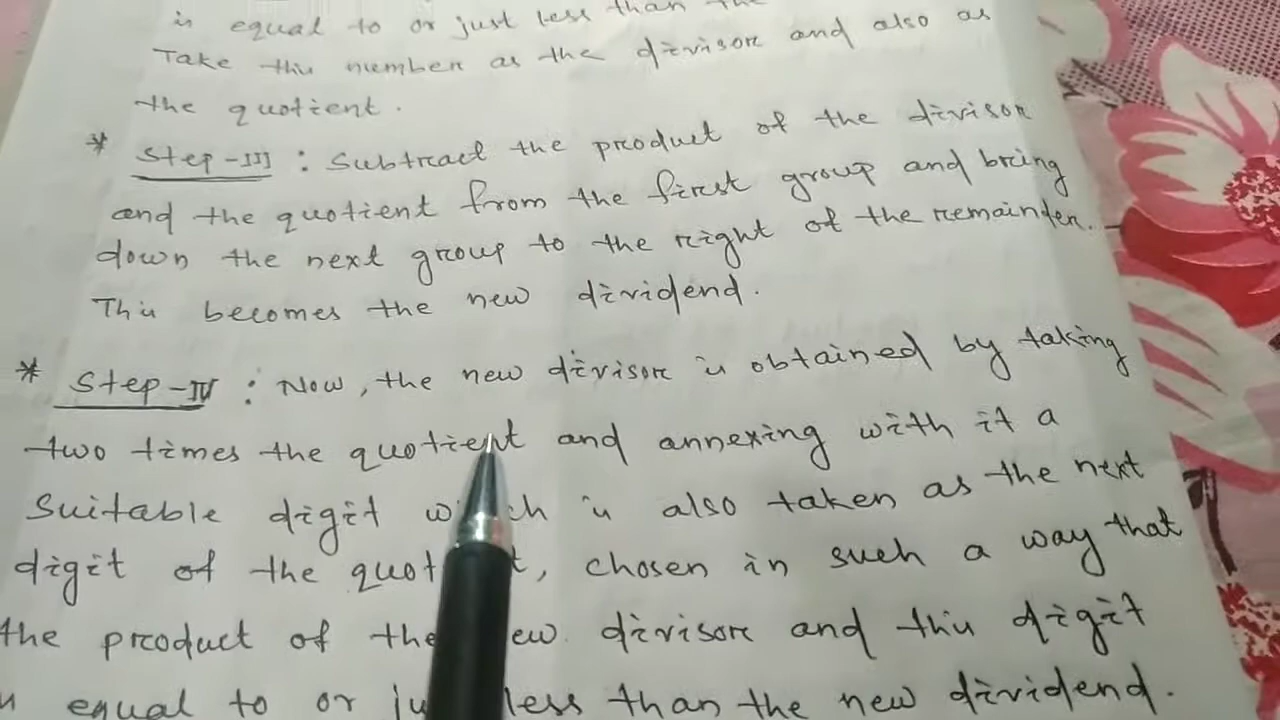 is equal to or just less than the
Take this number as the divisor and also as
the quotient.
* Step-III : Subtract the product of the divisor
and the quotient from the first group and bring
down the next group to the right of the remainder.
This becomes the new dividend.
* Step-IV : Now, the new divisor is obtained by taking
two times the quotient and annexing with it a
suitable digit which is also taken as the next
digit of the quot t, chosen in such a way that
the product of the ew divisor and this digit
equal to or ju less than the new dividend.